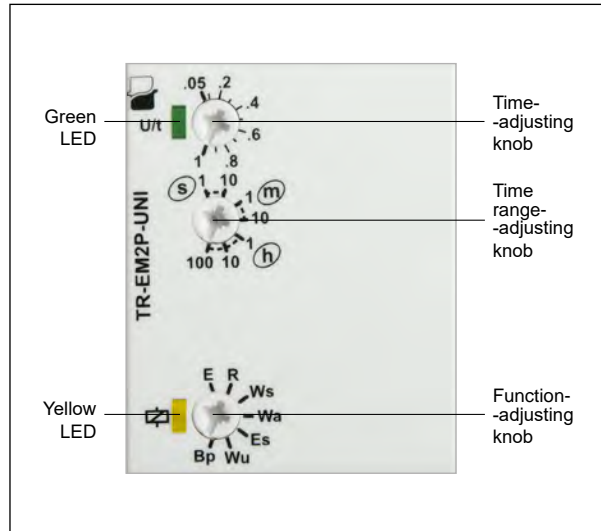 Green
LED
Time-
-adjusting
knob
U/t
.05
.2
.4
.6
.8
1
Time
range-
-adjusting
knob
s
1
10
m
1
10
h
1
10
100
TR-EM2P-UNI
Yellow
LED
Function-
-adjusting
knob
E
R
Ws
Wa
Es
Wu
Bp